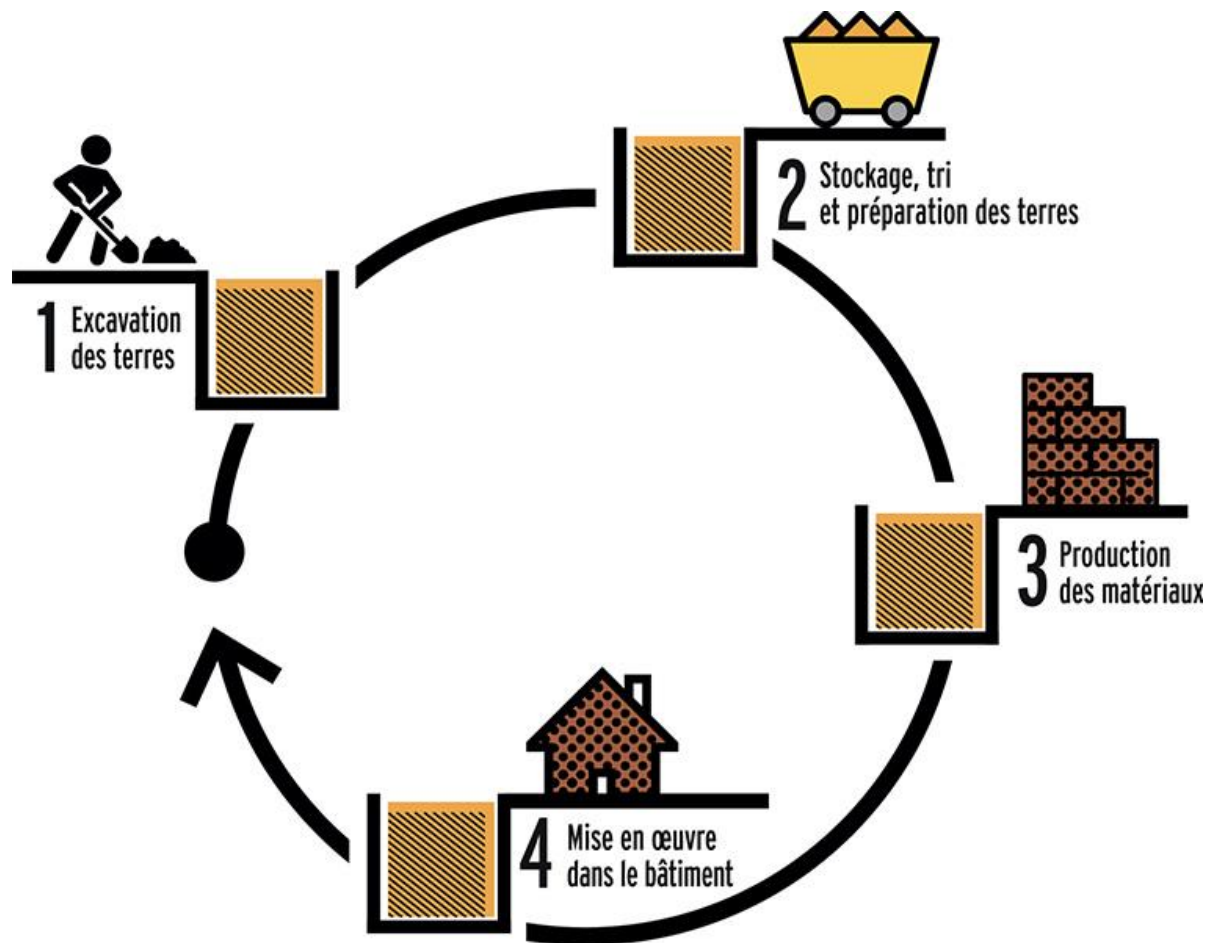 1 Excavation
des terres
2 Stockage, tri
et préparation des terres
3 Production
des matériaux
4 Mise en œuvre
dans le bâtiment